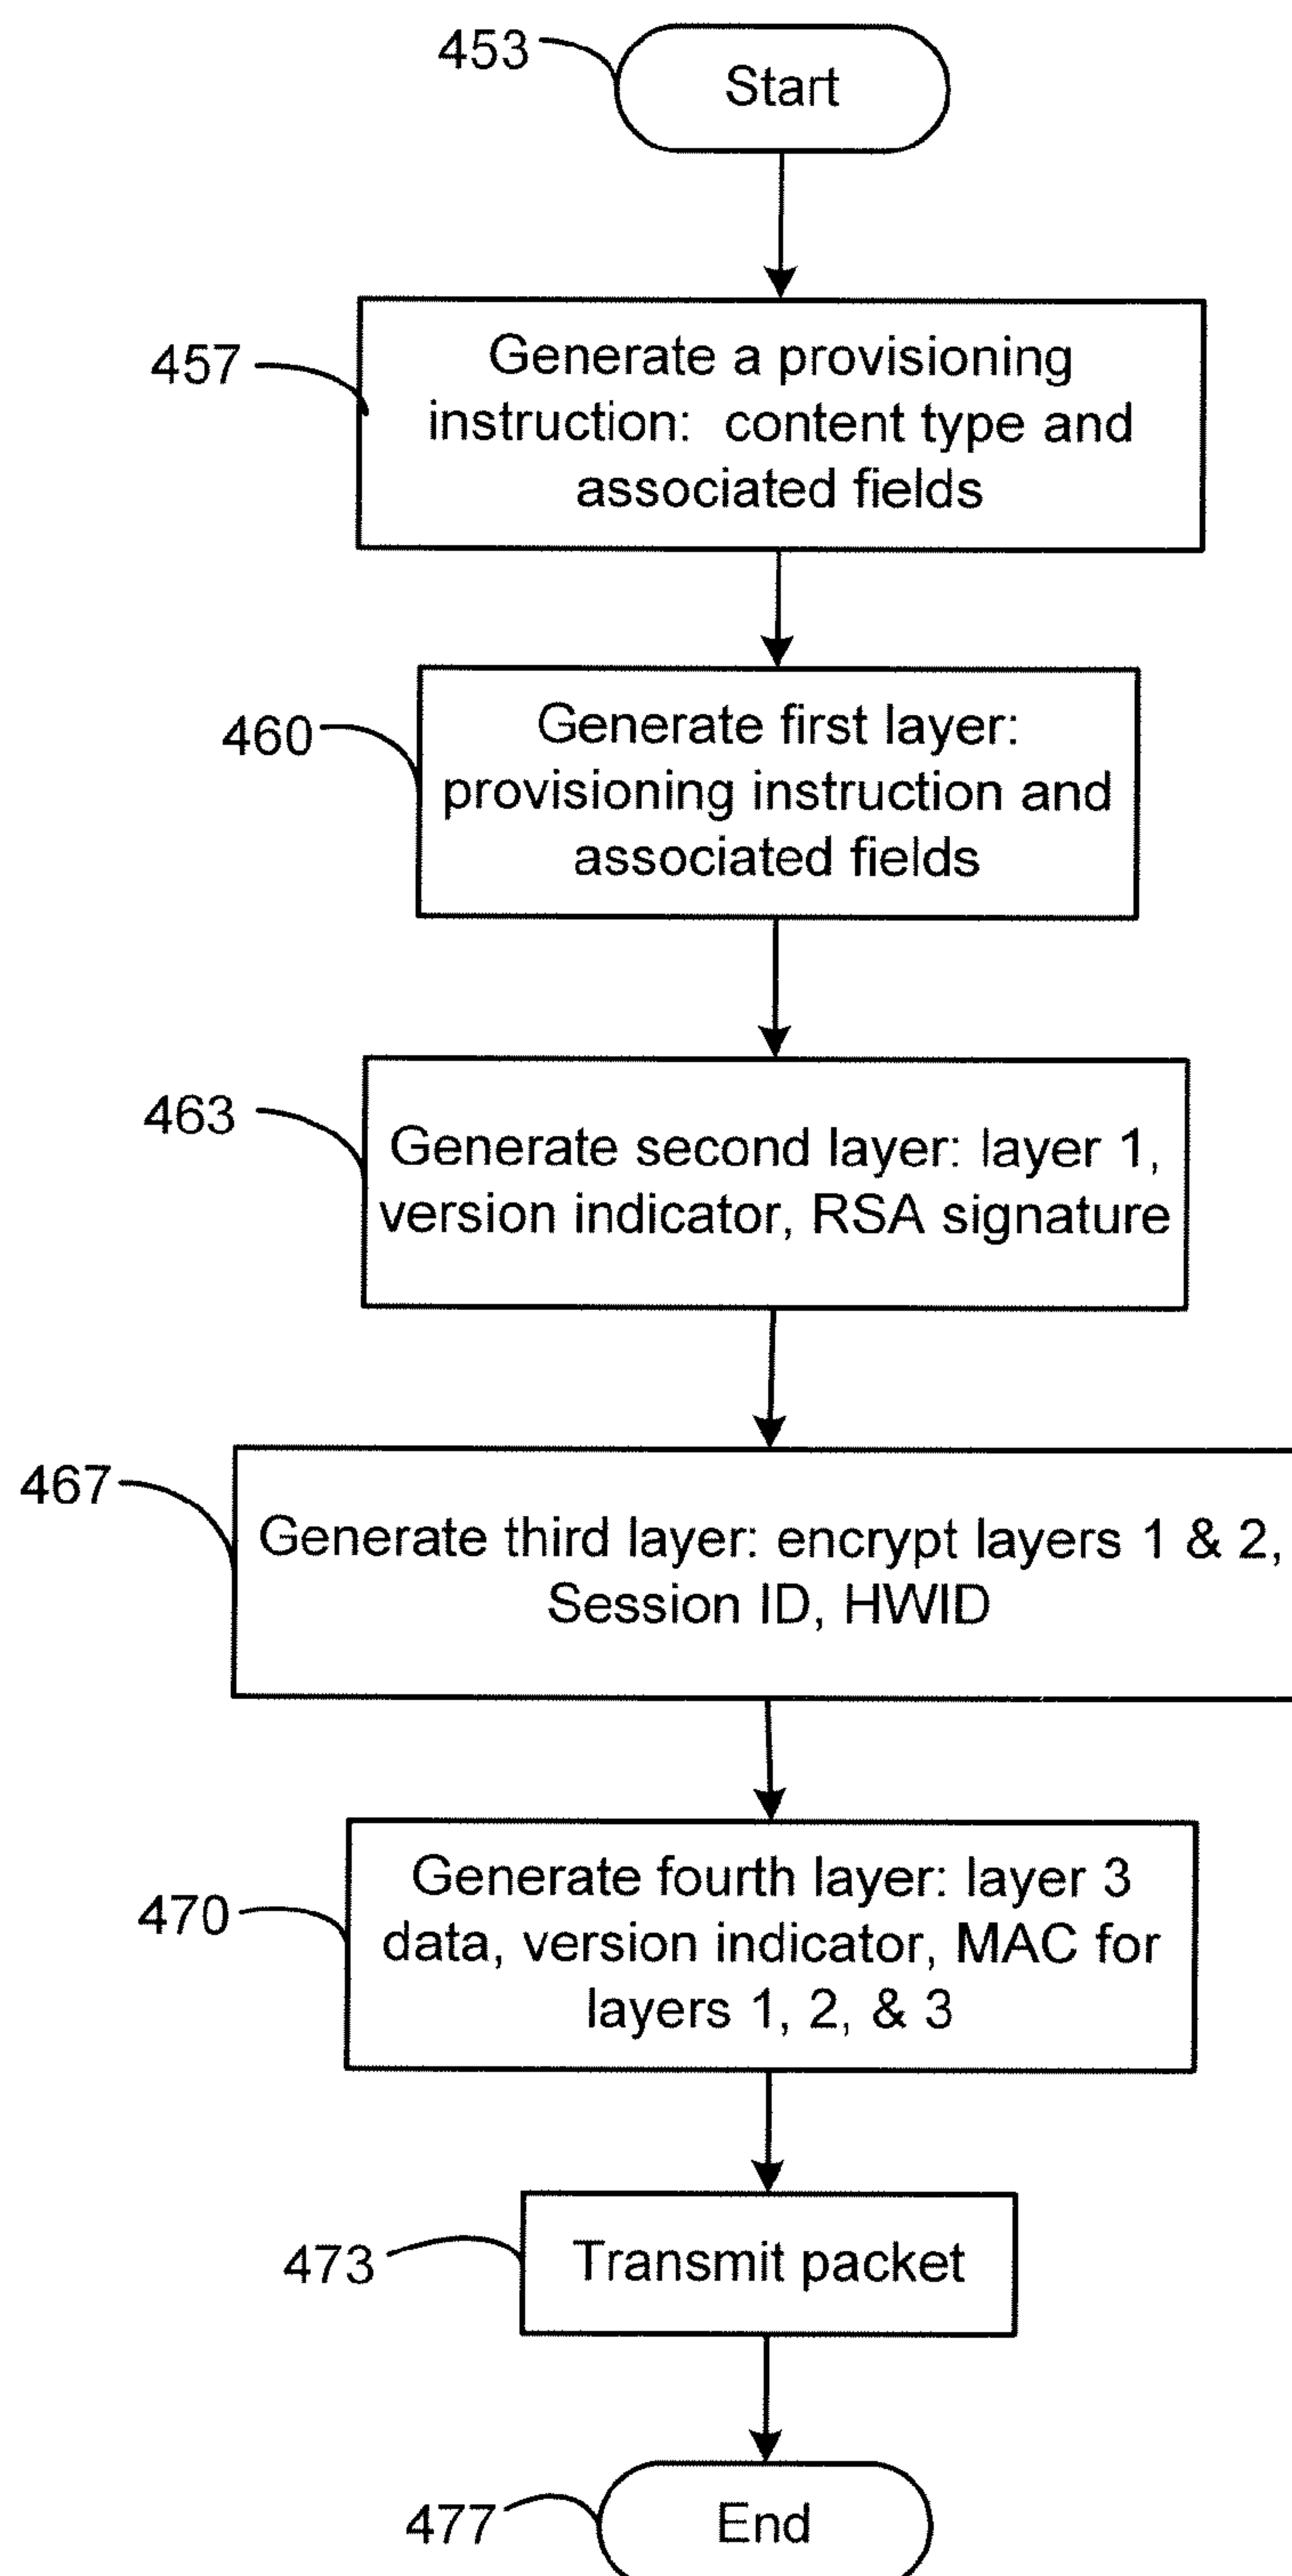 453
Start
457
Generate a provisioning
instruction: content type and
associated fields
460
Generate first layer:
provisioning instruction and
associated fields
463
Generate second layer: layer 1,
version indicator, RSA signature
467
Generate third layer: encrypt layers 1 & 2,
Session ID, HWID
470
Generate fourth layer: layer 3
data, version indicator, MAC for
layers 1, 2, & 3
473
Transmit packet
477
End